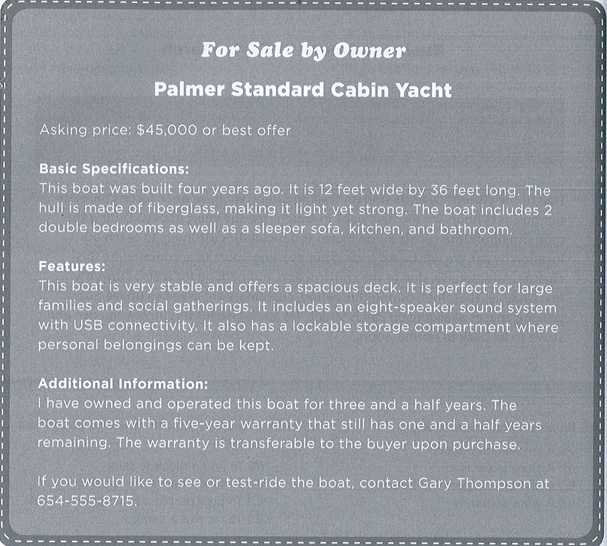 For Sale by Owner
Palmer Standard Cabin Yacht
Asking price: $45,000 or best offer
Basic Specifications:
This boat was built four years ago. It is 12 feet wide by 36 feet long. The
hull is made of fiberglass, making it light yet strong. The boat includes 2
double bedrooms as well as a sleeper sofa, kitchen, and bathroom.
Features:
This boat is very stable and offers a spacious deck. It is perfect for large
families and social gatherings. It includes an eight-speaker sound system
with USB connectivity. It also has a lockable storage compartment where
personal belongings can be kept.
Additional Information:
I have owned and operated this boat for three and a half years. The
boat comes with a five-year warranty that still has one and a half years
remaining. The warranty is transferable to the buyer upon purchase.
If you would like to see or test-ride the boat, contact Gary Thompson at
654-555-8715.